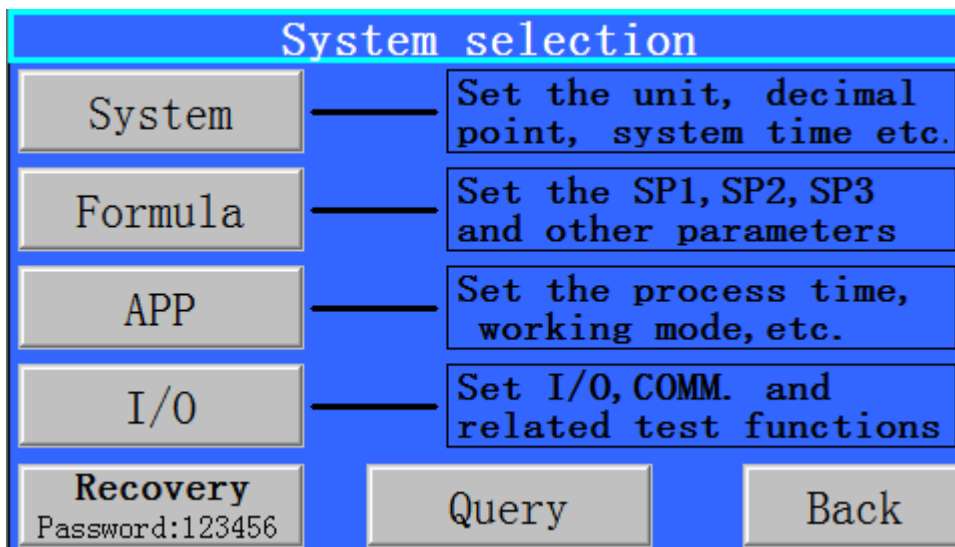 System selection
System
Set the unit, decimal
point, system time etc.
Formula
Set the SP1, SP2, SP3
and other parameters
APP
Set the process time,
working mode, etc.
I/O
Set I/O, COMM. and
related test functions
Recovery
Password:123456
Query
Back